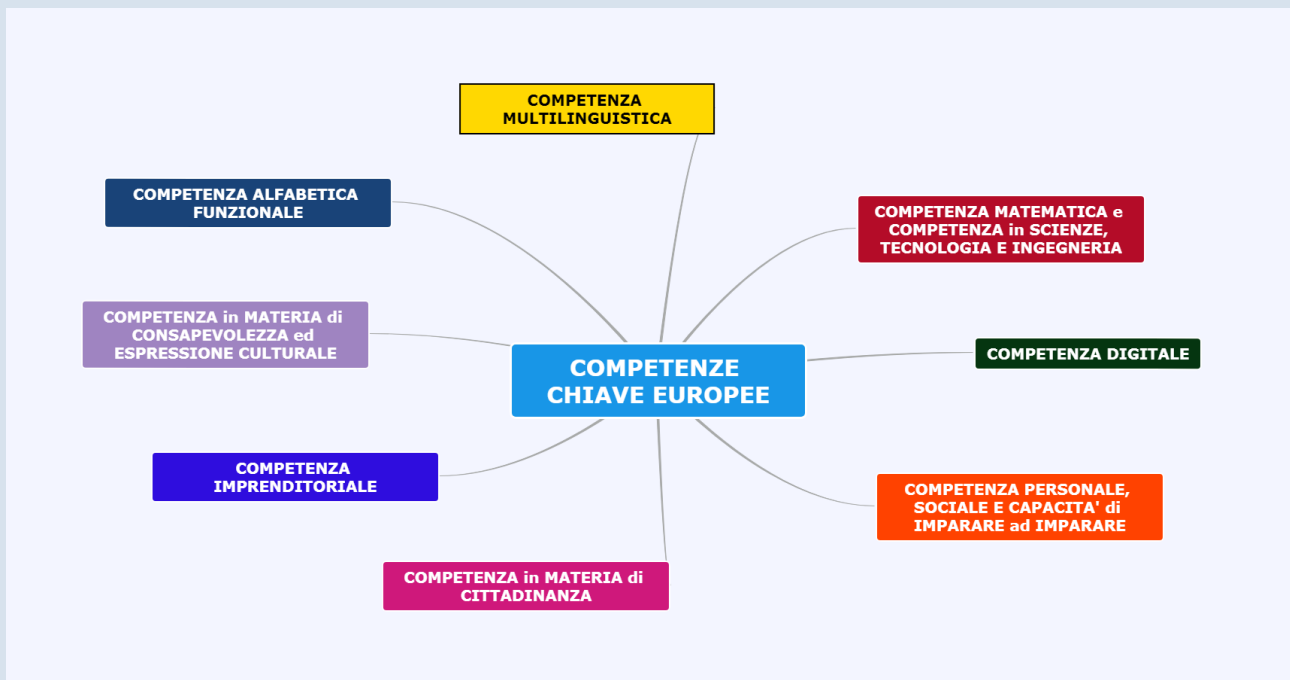 COMPETENZA
MULTILINGUISTICA
COMPETENZA ALFABETICA
FUNZIONALE
COMPETENZA MATEMATICA e
COMPETENZA in SCIENZE,
TECNOLOGIA E INGEGNERIA
COMPETENZA in MATERIA di
CONSAPEVOLEZZA ed
ESPRESSIONE CULTURALE
COMPETENZA DIGITALE
COMPETENZE
CHIAVE EUROPEE
COMPETENZA
IMPRENDITORIALE
COMPETENZA PERSONALE,
SOCIALE E CAPACITA' di
IMPARARE ad IMPARARE
COMPETENZA in MATERIA di
CITTADINANZA